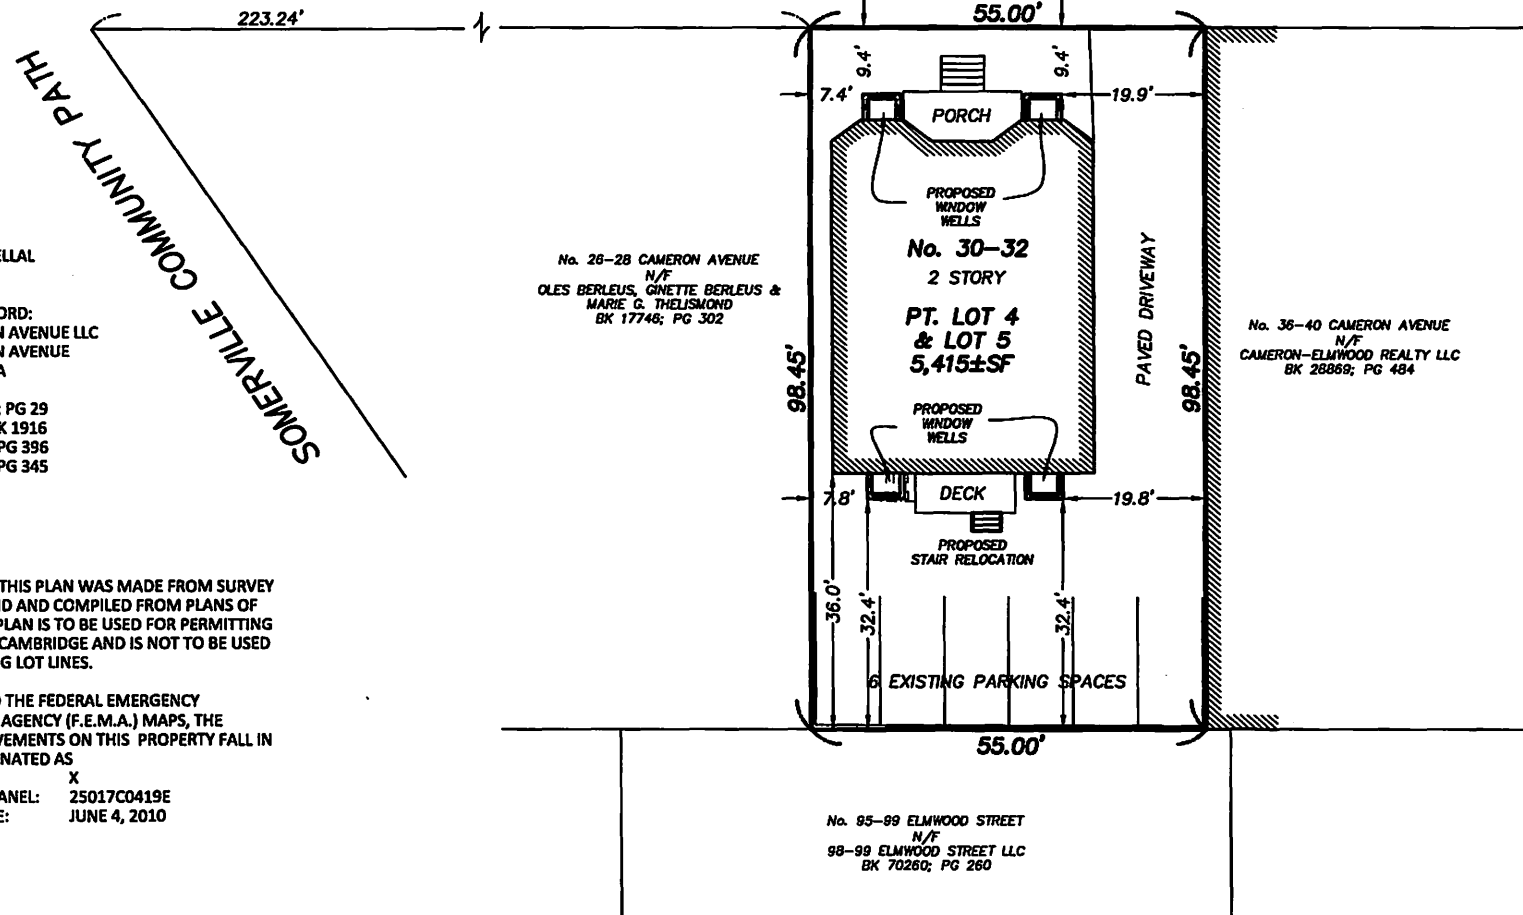 223.24'
55.00'
SOMERVILLE COMMUNITY PATH
9.4'
9.4'
7.4'
19.9'
PORCH
PROPOSED
WINDOW
WELLS
No. 30-32
2 STORY
PT. LOT 4
& LOT 5
5,415±SF
PAVED DRIVEWAY
No. 26-28 CAMERON AVENUE
N/F
OLES BERLEUS, GINETTE BERLEUS &
MARIE G. THELISMOND
BK 17746; PG 302
No. 36-40 CAMERON AVENUE
N/F
CAMERON-ELMWOOD REALTY LLC
BK 28869; PG 484
98.45'
98.45'
PROPOSED
WINDOW
WELLS
7.8'
DECK
19.8'
PROPOSED
STAIR RELOCATION
36.0'
32.4'
32.4'
6 EXISTING PARKING SPACES
55.00'
No. 95-99 ELMWOOD STREET
N/F
98-99 ELMWOOD STREET LLC
BK 70260; PG 260
ELLAL
ORD:
N AVENUE LLC
N AVENUE
A
; PG 29
K 1916
PG 396
PG 345
THIS PLAN WAS MADE FROM SURVEY
ND AND COMPILED FROM PLANS OF
PLAN IS TO BE USED FOR PERMITTING
CAMBRIDGE AND IS NOT TO BE USED
G LOT LINES.
O THE FEDERAL EMERGENCY
AGENCY (F.E.M.A.) MAPS, THE
VEMENTS ON THIS PROPERTY FALL IN
NATED AS
X
ANEL: 25017C0419E
E: JUNE 4, 2010